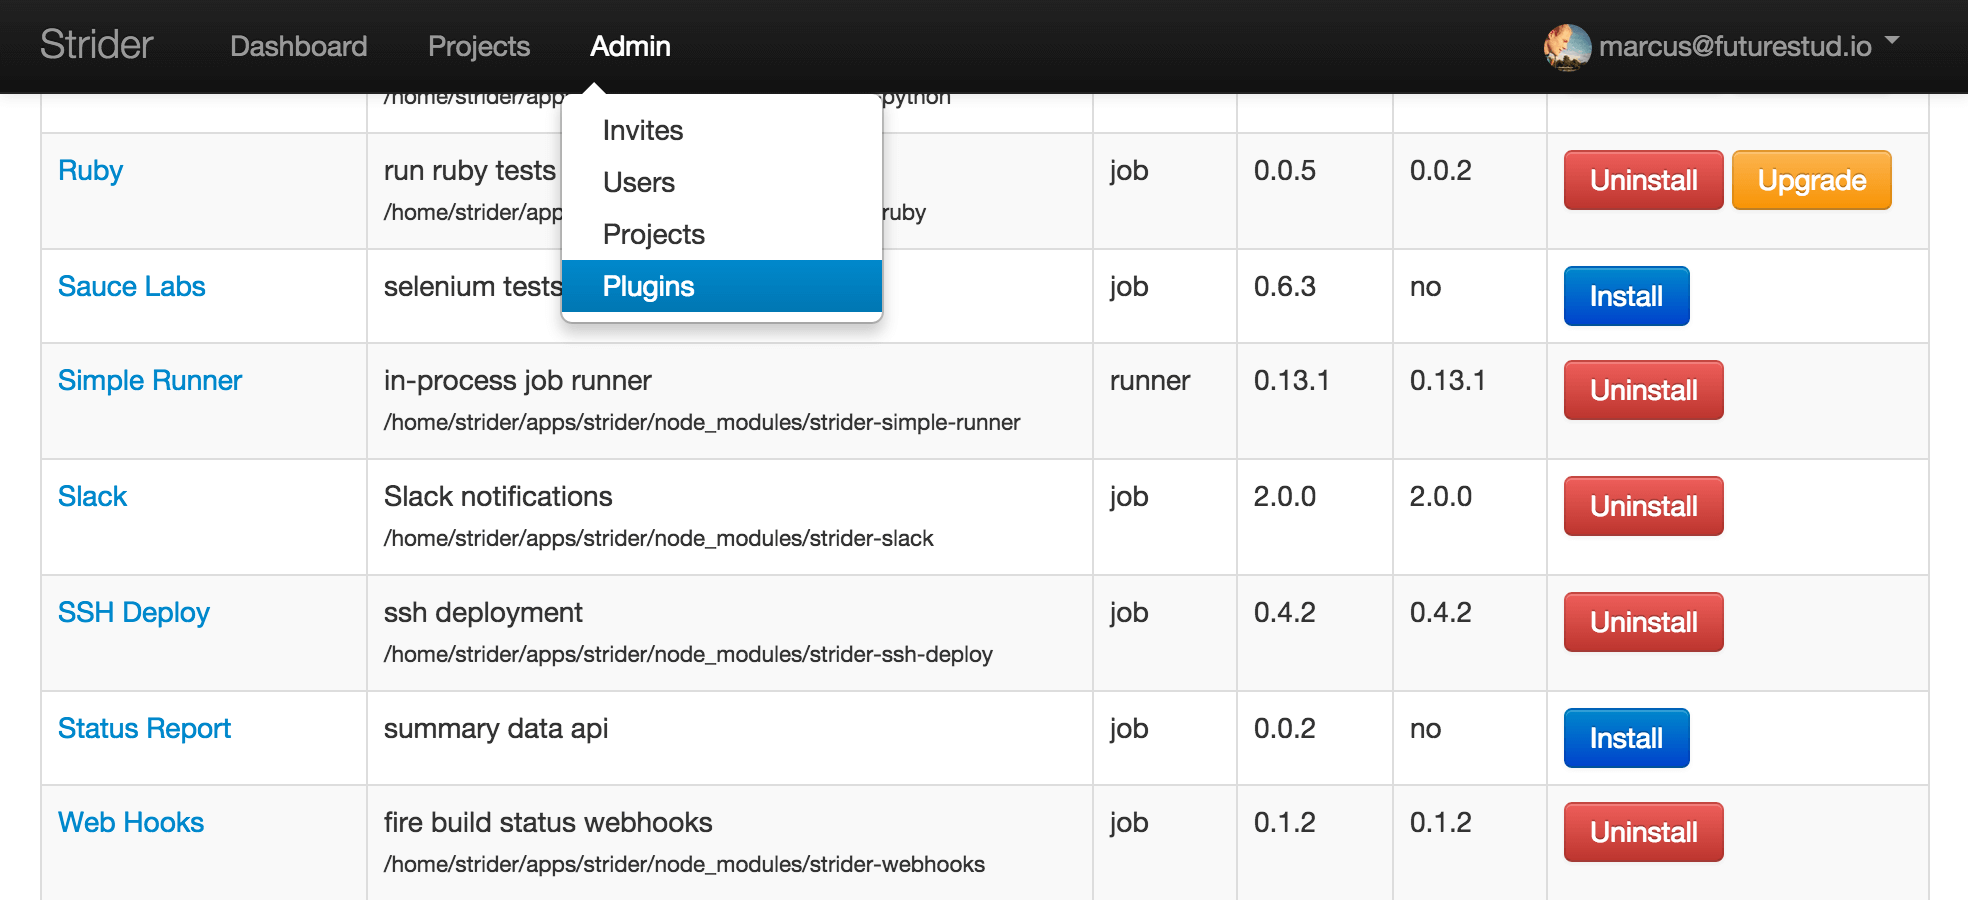 Strider Dashboard Projects Admin marcus@futurestud.io
/home/strider/app python
Invites
Users
Projects
Plugins
Ruby run ruby tests job 0.0.5 0.0.2 Uninstall Upgrade
/home/strider/app ruby
Sauce Labs selenium tests job 0.6.3 no Install
Simple Runner in-process job runner runner 0.13.1 0.13.1 Uninstall
/home/strider/apps/strider/node_modules/strider-simple-runner
Slack Slack notifications job 2.0.0 2.0.0 Uninstall
/home/strider/apps/strider/node_modules/strider-slack
SSH Deploy ssh deployment job 0.4.2 0.4.2 Uninstall
/home/strider/apps/strider/node_modules/strider-ssh-deploy
Status Report summary data api job 0.0.2 no Install
Web Hooks fire build status webhooks job 0.1.2 0.1.2 Uninstall
/home/strider/apps/strider/node_modules/strider-webhooks